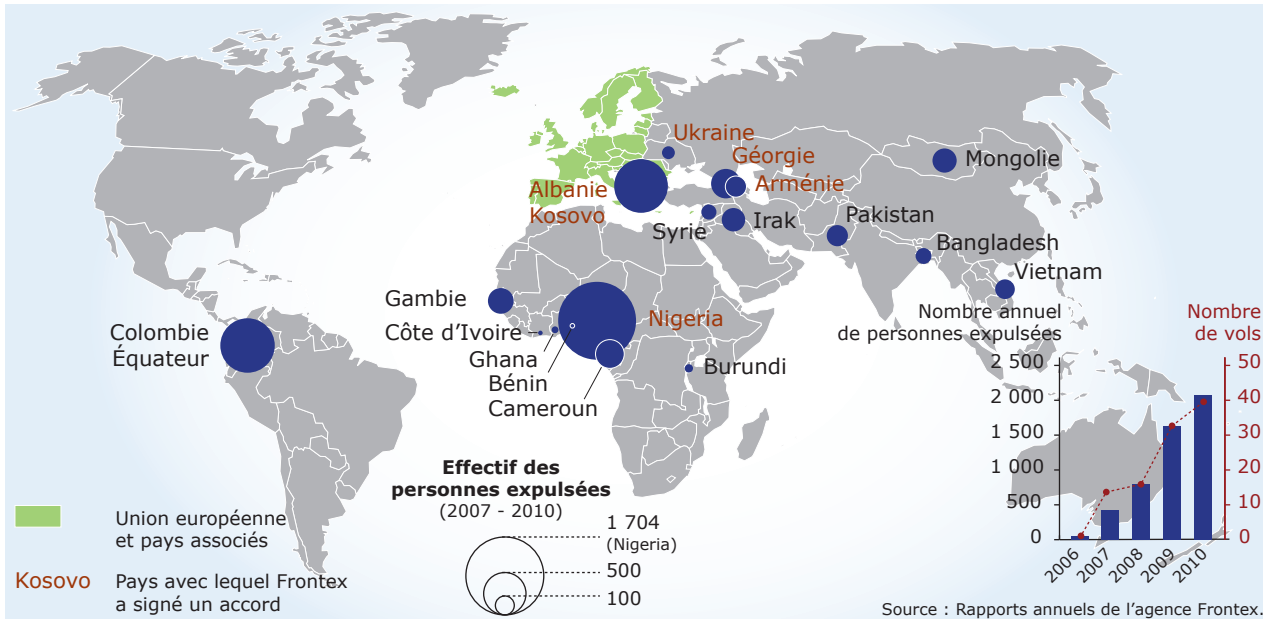 Ukraine
Géorgie
Arménie
Mongolie
Albanie
Kosovo
Syrie
Irak
Pakistan
Bangladesh
Vietnam
Gambie
Côte d'Ivoire
Ghana
Bénin
Cameroun
Nigeria
Burundi
Colombie
Équateur
Nombre annuel
de personnes expulsées
Nombre
de vols
2 500
2 000
1 500
1 000
500
0
50
40
30
20
10
0
2006
2007
2008
2009
2010
Effectif des
personnes expulsées
(2007 - 2010)
1 704
(Nigeria)
500
100
Union européenne
et pays associés
Kosovo
Pays avec lequel Frontex
a signé un accord
Source : Rapports annuels de l'agence Frontex.